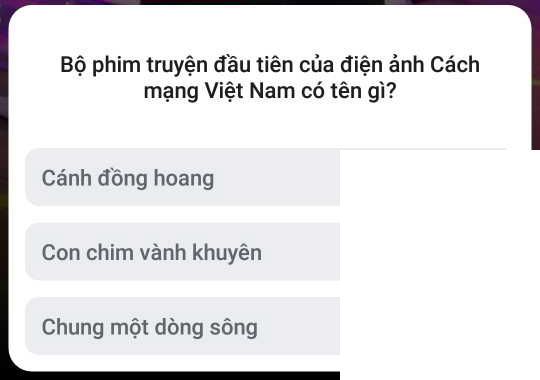 Bộ phim truyện đầu tiên của điện ảnh Cách
mạng Việt Nam có tên gì?
Cánh đồng hoang
Con chim vành khuyên
Chung một dòng sông